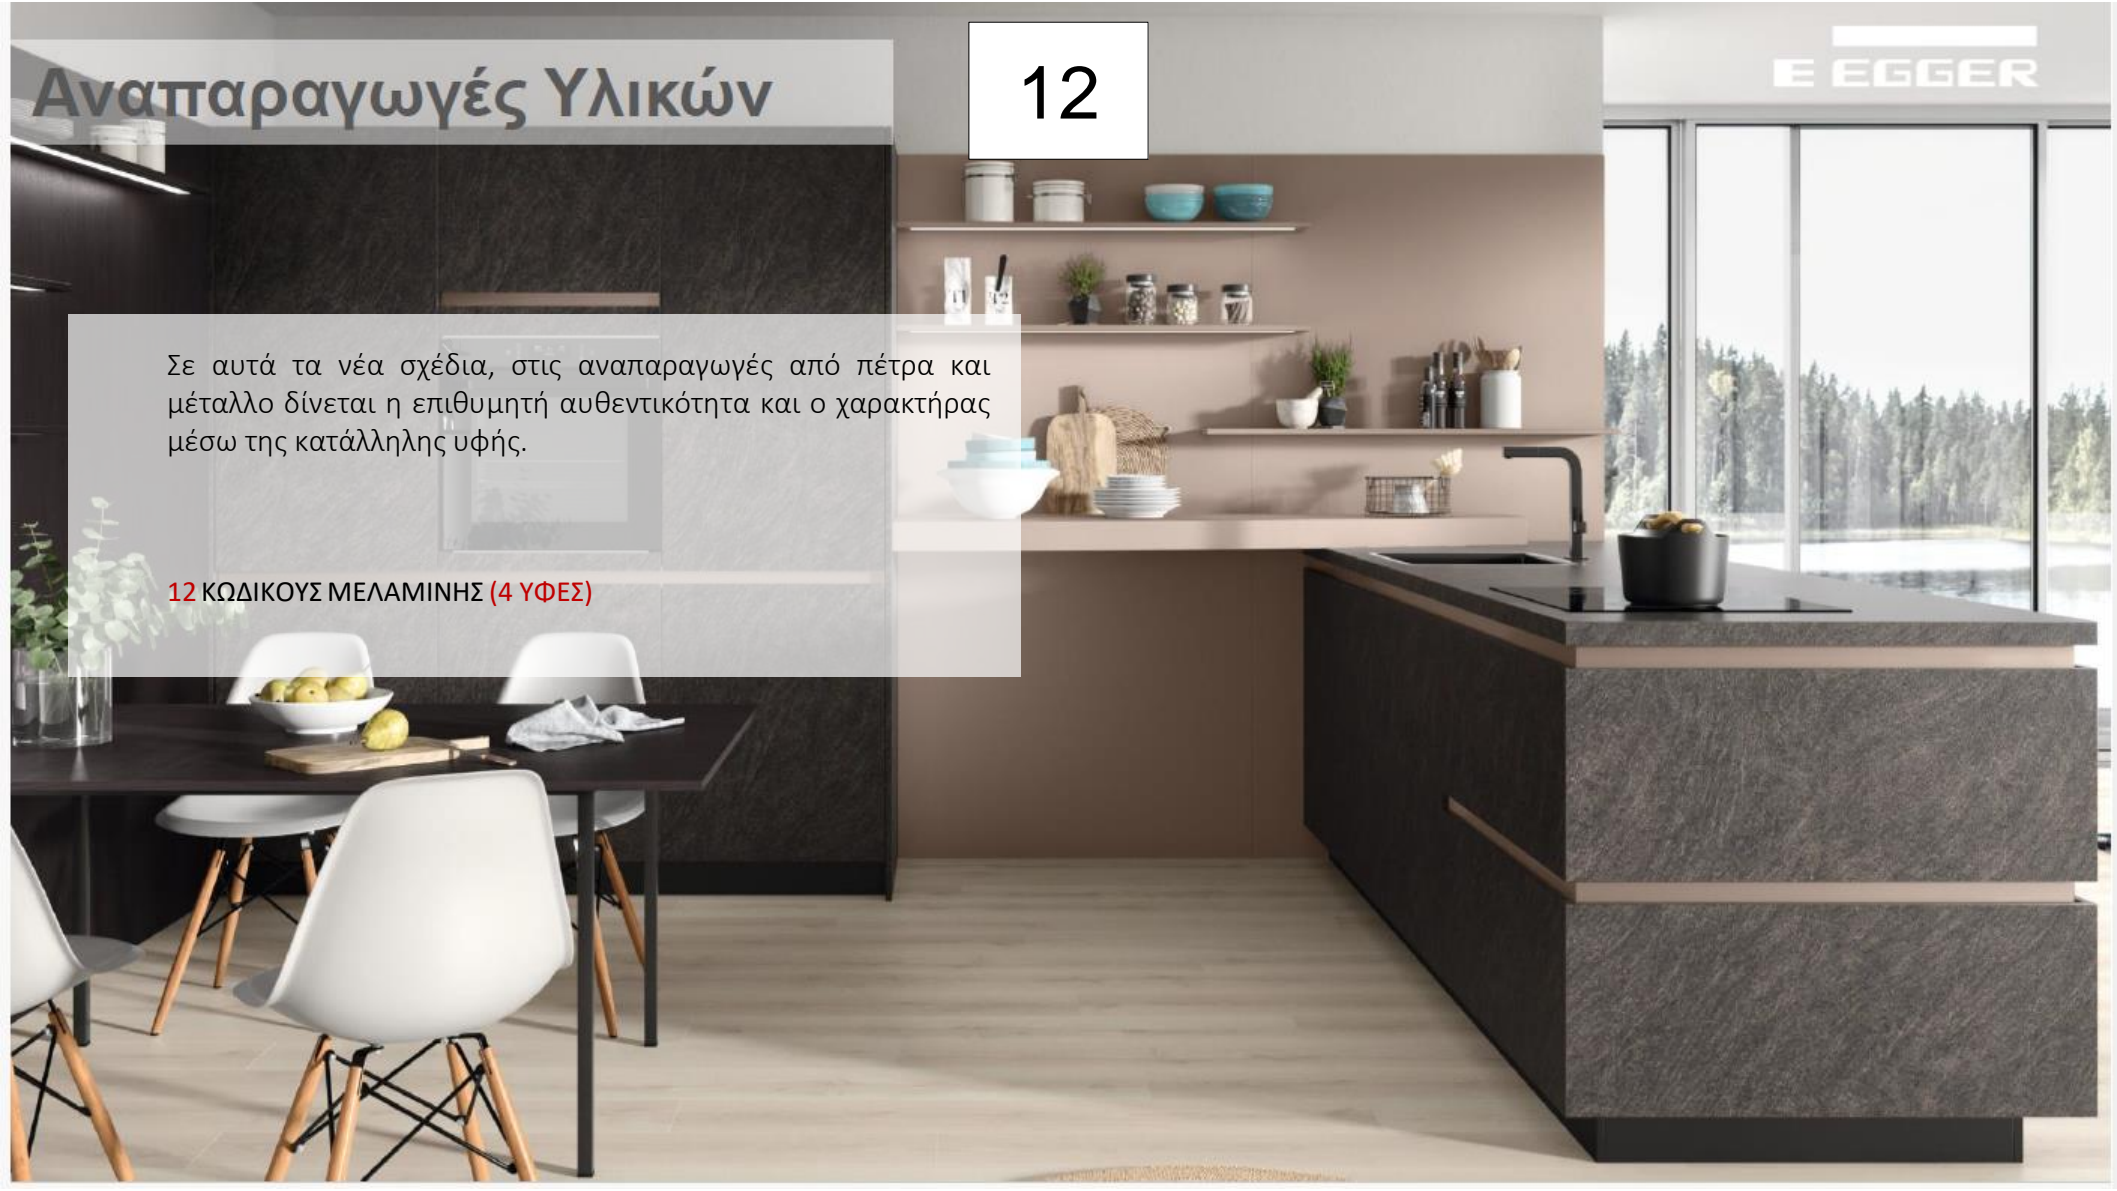 Αναπαραγωγές Υλικών
12
E EGGER
Σε αυτά τα νέα σχέδια, στις αναπαραγωγές από πέτρα και
μέταλλο δίνεται η επιθυμητή αυθεντικότητα και ο χαρακτήρας
μέσω της κατάλληλης υφής.
12 ΚΩΔΙΚΟΥΣ ΜΕΛΑΜΙΝΗΣ (4 ΥΦΕΣ)